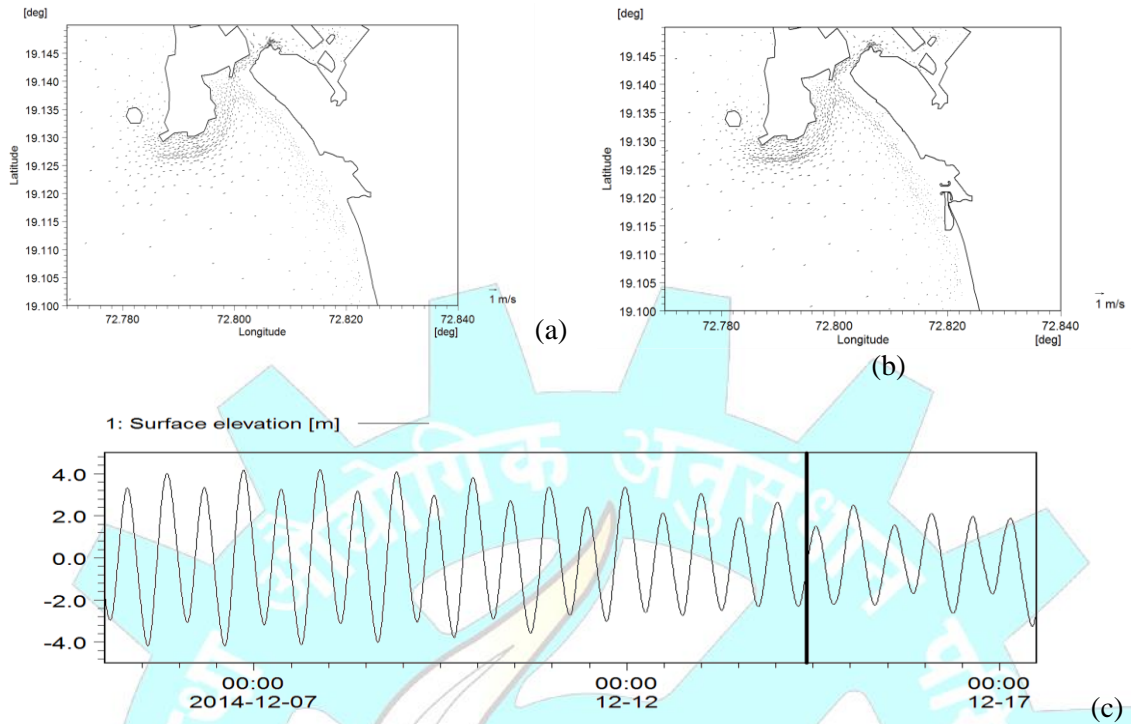 [deg]
19.145
19.140
19.135
19.130
19.125
19.120
19.115
19.110
19.105
19.100
Latitude
72.780
72.800
72.820
72.840
Longitude
[deg]
1 m/s
(a)
[deg]
19.145
19.140
19.135
19.130
19.125
19.120
19.115
19.110
19.105
19.100
Latitude
72.780
72.800
72.820
72.840
Longitude
[deg]
1 m/s
(b)
1: Surface elevation [m]
4.0
2.0
0.0
-2.0
-4.0
00:00
2014-12-07
00:00
12-12
00:00
12-17
(c)
औद्योगिक अनुसंधान